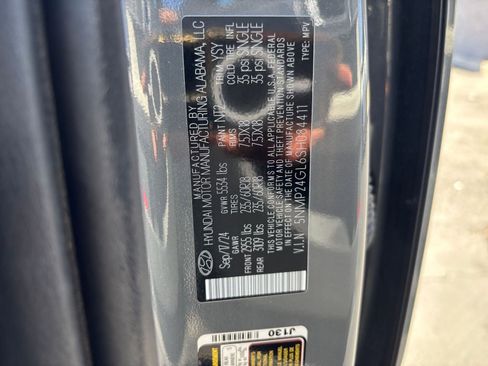 MANUFACTURED BY
HYUNDAI MOTOR MANUFACTURING ALABAMA, LLC
Sep/17/24 GVWR 5534 lbs PAINT TRIM YSY
GAWR TIRES RIMS COLD TIRE INFL
FRONT 2955 lbs 235/60R18 7.5JX18 35 psi SINGLE
REAR 3109 lbs 235/60R18 7.5JX18 35 psi SINGLE
THIS VEHICLE CONFORMS TO ALL APPLICABLE U.S.A. FEDERAL
MOTOR VEHICLE SAFETY AND THEFT PREVENTION STANDARDS
IN EFFECT ON THE DATE OF MANUFACTURE SHOWN ABOVE
V.I.N 5NMP24GL6SH084411 TYPE: MPV
J130